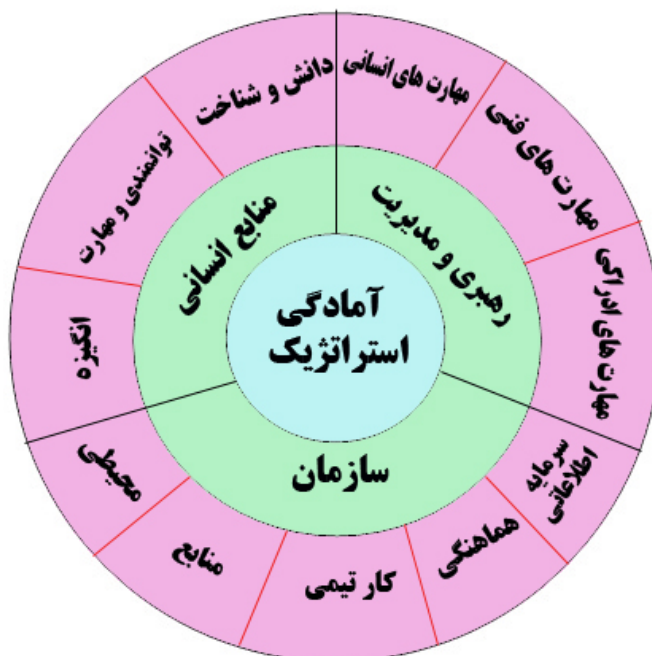 آمادگی
استراتژیک
رهبری و مدیریت
مهارت های انسانی
مهارت های فنی
مهارت های ادراکی
سازمان
سرمایه
اطلاعاتی
هماهنگی
کار تیمی
منابع
محیطی
منابع انسانی
انگیزه
توانمندی و مهارت
دانش و شناخت